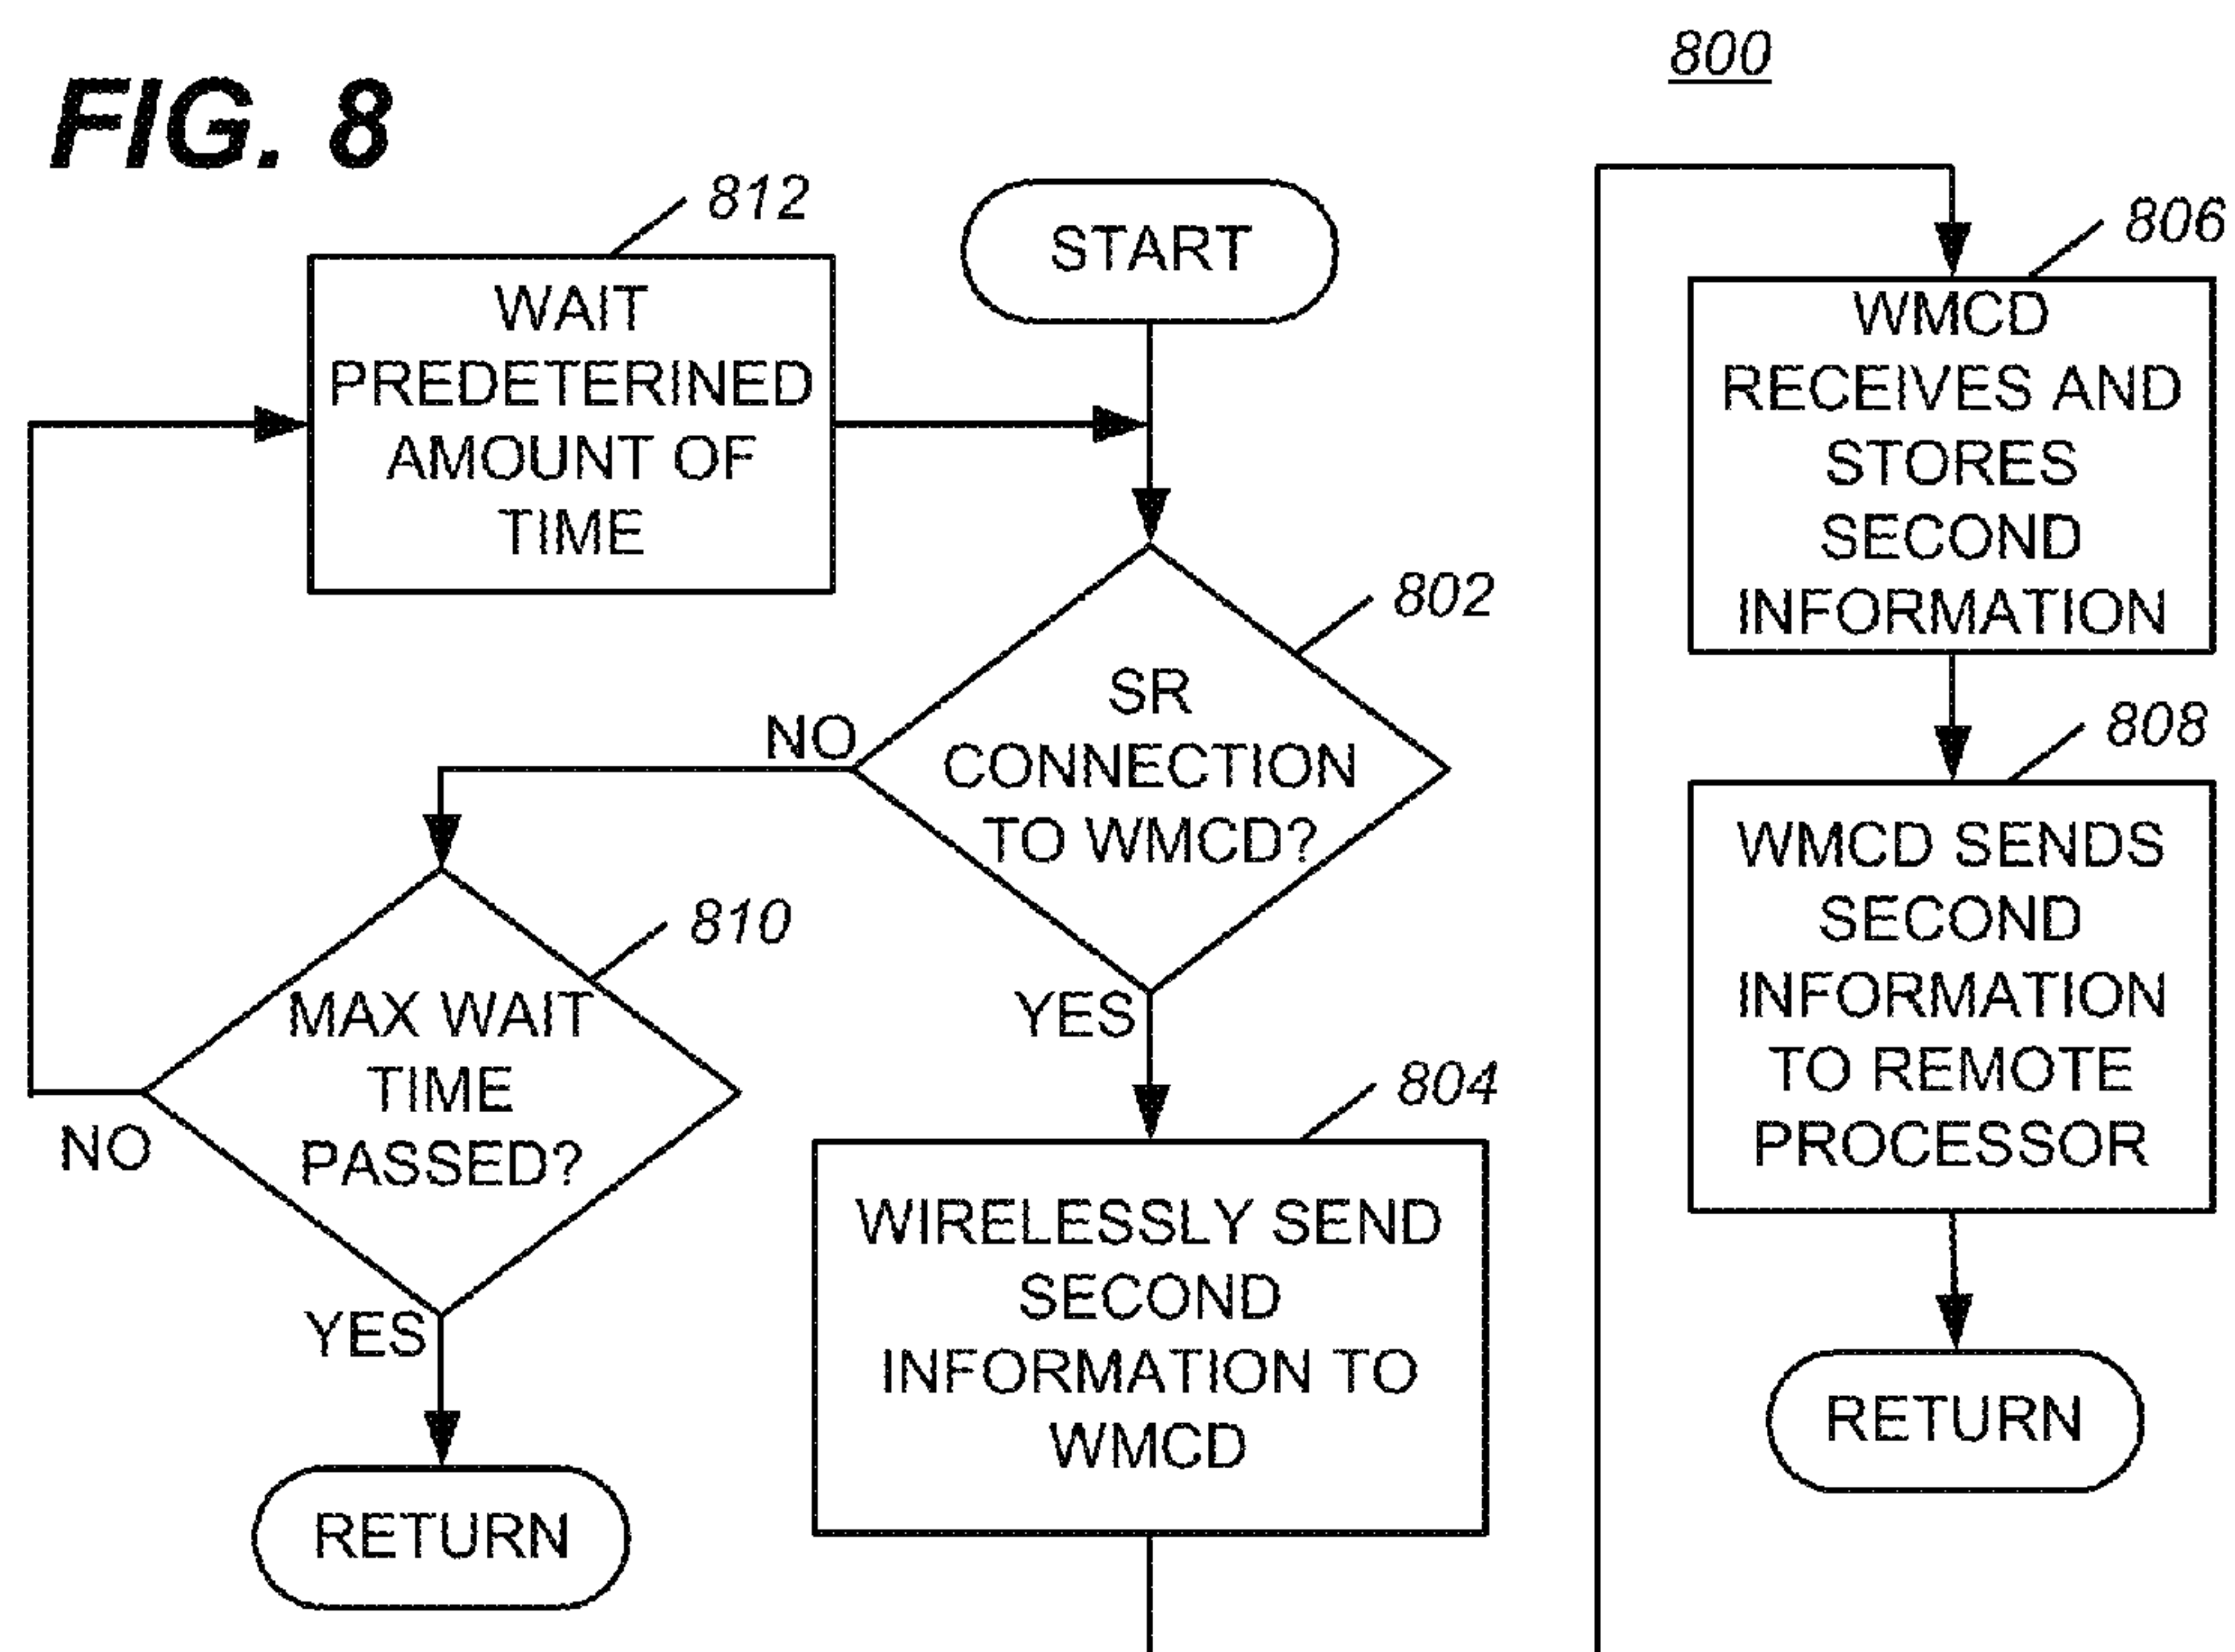 FIG. 8
800
812
WAIT
PREDETERINED
AMOUNT OF
TIME
START
802
SR
CONNECTION
TO WMCD?
NO
YES
810
MAX WAIT
TIME
PASSED?
NO
YES
RETURN
804
WIRELESSLY SEND
SECOND
INFORMATION TO
WMCD
806
WMCD
RECEIVES AND
STORES
SECOND
INFORMATION
808
WMCD SENDS
SECOND
INFORMATION
TO REMOTE
PROCESSOR
RETURN